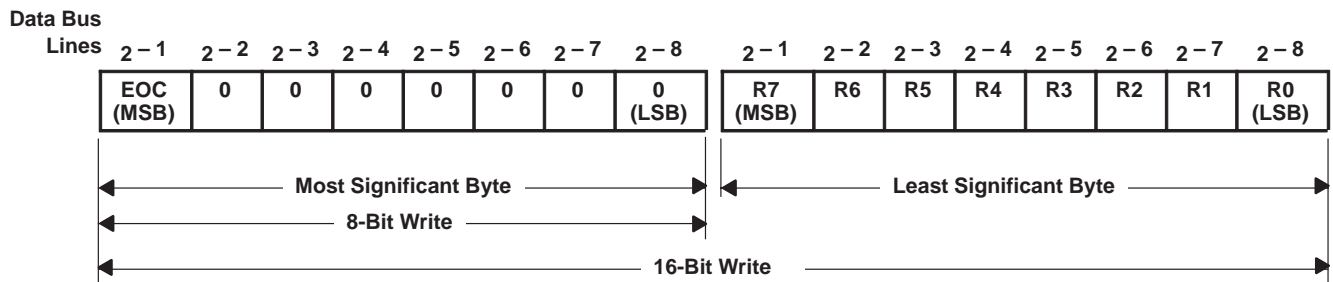 Data Bus
Lines 2 – 1 2 – 2 2 – 3 2 – 4 2 – 5 2 – 6 2 – 7 2 – 8 2 – 1 2 – 2 2 – 3 2 – 4 2 – 5 2 – 6 2 – 7 2 – 8
EOC 0 0 0 0 0 0 0 R7 R6 R5 R4 R3 R2 R1 R0
(MSB) (LSB) (MSB) (LSB)
Most Significant Byte Least Significant Byte
8-Bit Write
16-Bit Write